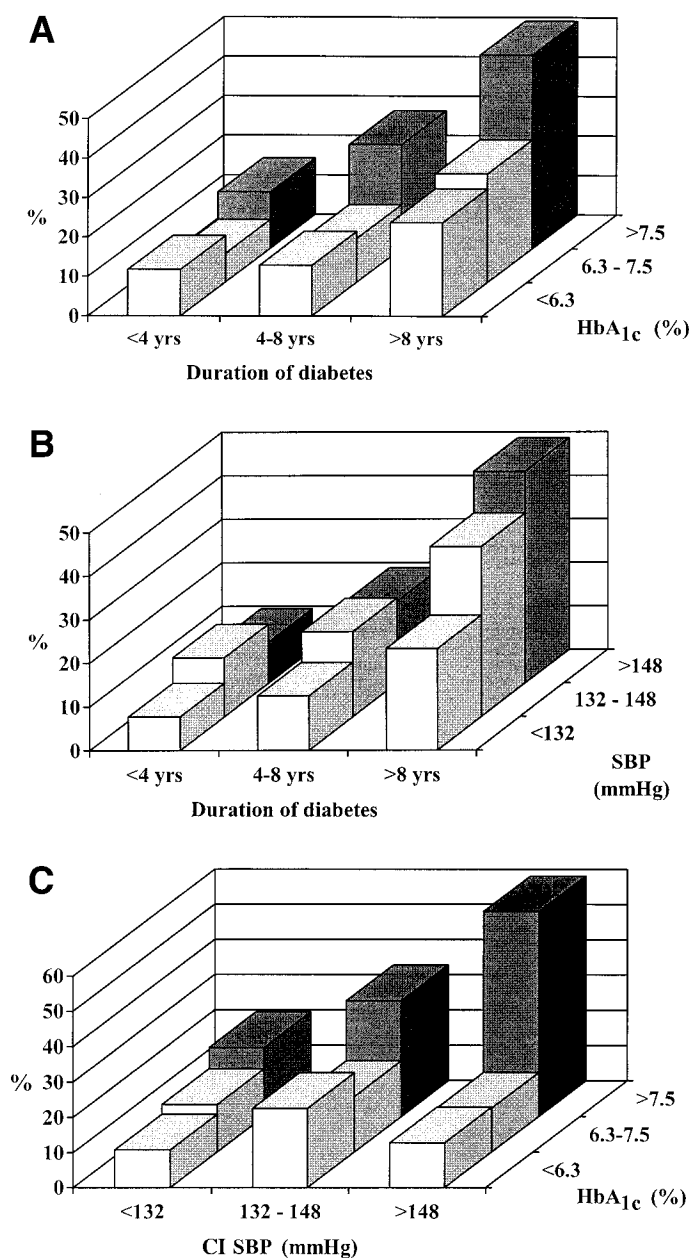 A
50
40
30
%
20
10
0
<4 yrs
4-8 yrs
>8 yrs
>7.5
6.3 - 7.5
<6.3
HbA1c (%)
Duration of diabetes
B
50
40
30
%
20
10
0
<4 yrs
4-8 yrs
>8 yrs
>148
132 - 148
<132
SBP
(mmHg)
Duration of diabetes
C
60
50
40
30
%
20
10
0
<132
132 - 148
>148
>7.5
6.3-7.5
<6.3
HbA1c (%)
CI SBP (mmHg)